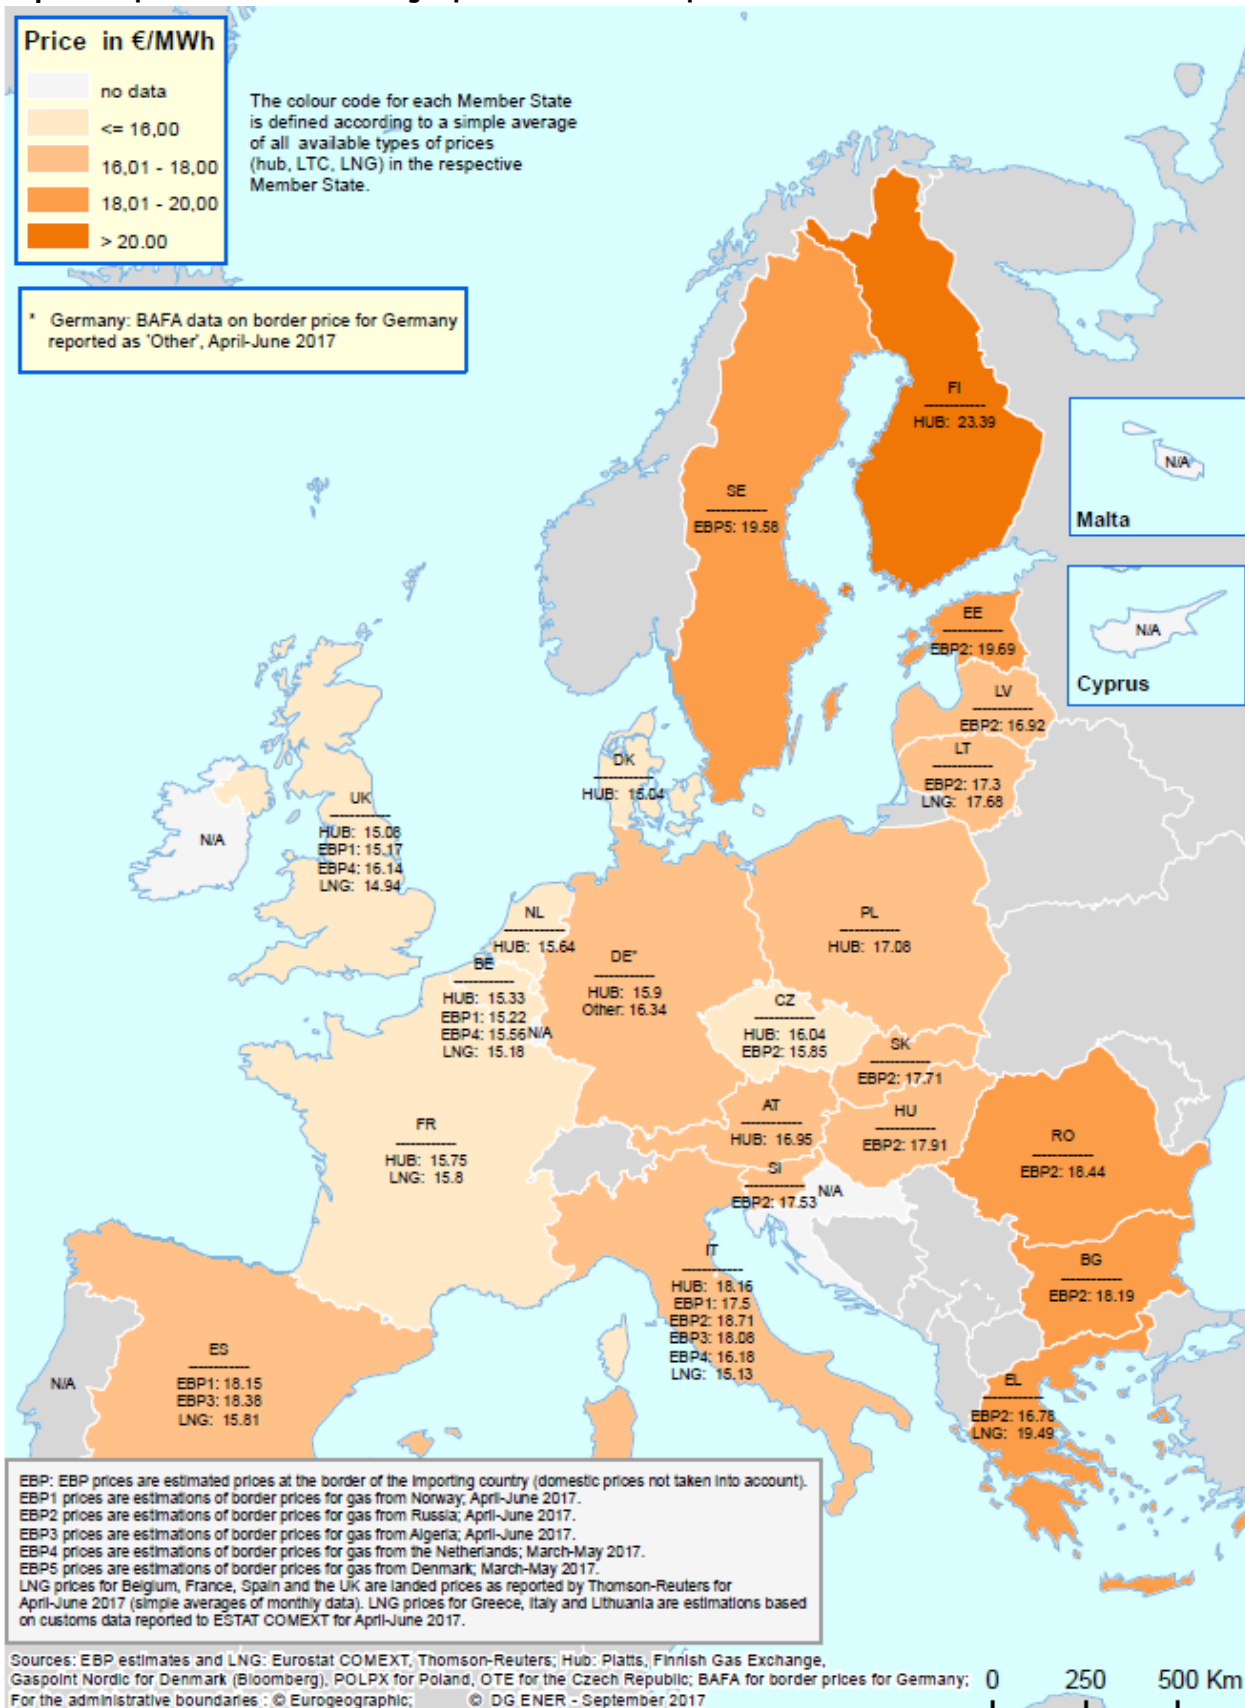 Price in €/MWh
no data
<= 16,00
16,01 - 18,00
18,01 - 20,00
> 20.00
The colour code for each Member State
is defined according to a simple average
of all available types of prices
(hub, LTC, LNG) in the respective
Member State.
* Germany: BAFA data on border price for Germany
reported as 'Other', April-June 2017
FI
------------
HUB: 23.39
N/A
Malta
SE
------------
EBP5: 19.58
N/A
Cyprus
EE
------------
EBP2: 19.69
LV
------------
EBP2: 16.92
LT
------------
EBP2: 17.3
LNG: 17.68
DK
------------
HUB: 15.04
N/A
UK
------------
HUB: 15.08
EBP1: 15.17
EBP4: 16.14
LNG: 14.94
NL
------------
HUB: 15.64
BE
------------
HUB: 15.33
EBP1: 15.22
EBP4: 15.56
LNG: 15.18
N/A
DE*
------------
HUB: 15.9
Other: 16.34
PL
------------
HUB: 17.08
CZ
------------
HUB: 16.04
EBP2: 15.85
SK
------------
EBP2: 17.71
AT
------------
HUB: 16.95
HU
------------
EBP2: 17.91
RO
------------
EBP2: 18.44
FR
------------
HUB: 15.75
LNG: 15.8
SI
------------
EBP2: 17.53
N/A
IT
------------
HUB: 18.16
EBP1: 17.5
EBP2: 18.71
EBP3: 18.08
EBP4: 16.18
LNG: 15.13
BG
------------
EBP2: 18.19
ES
------------
EBP1: 18.15
EBP3: 18.38
LNG: 15.81
N/A
EL
------------
EBP2: 16.78
LNG: 19.49
EBP: EBP prices are estimated prices at the border of the importing country (domestic prices not taken into account).
EBP1 prices are estimations of border prices for gas from Norway; April-June 2017.
EBP2 prices are estimations of border prices for gas from Russia; April-June 2017.
EBP3 prices are estimations of border prices for gas from Algeria; April-June 2017.
EBP4 prices are estimations of border prices for gas from the Netherlands; March-May 2017.
EBP5 prices are estimations of border prices for gas from Denmark; March-May 2017.
LNG prices for Belgium, France, Spain and the UK are landed prices as reported by Thomson-Reuters for
April-June 2017 (simple averages of monthly data). LNG prices for Greece, Italy and Lithuania are estimations based
on customs data reported to ESTAT COMEXT for April-June 2017.
Sources: EBP estimates and LNG: Eurostat COMEXT, Thomson-Reuters; Hub: Platts, Finnish Gas Exchange,
Gaspoint Nordic for Denmark (Bloomberg), POLPX for Poland, OTE for the Czech Republic; BAFA for border prices for Germany;
For the administrative boundaries : © Eurogeographic; © DG ENER - September 2017
0 250 500 Km